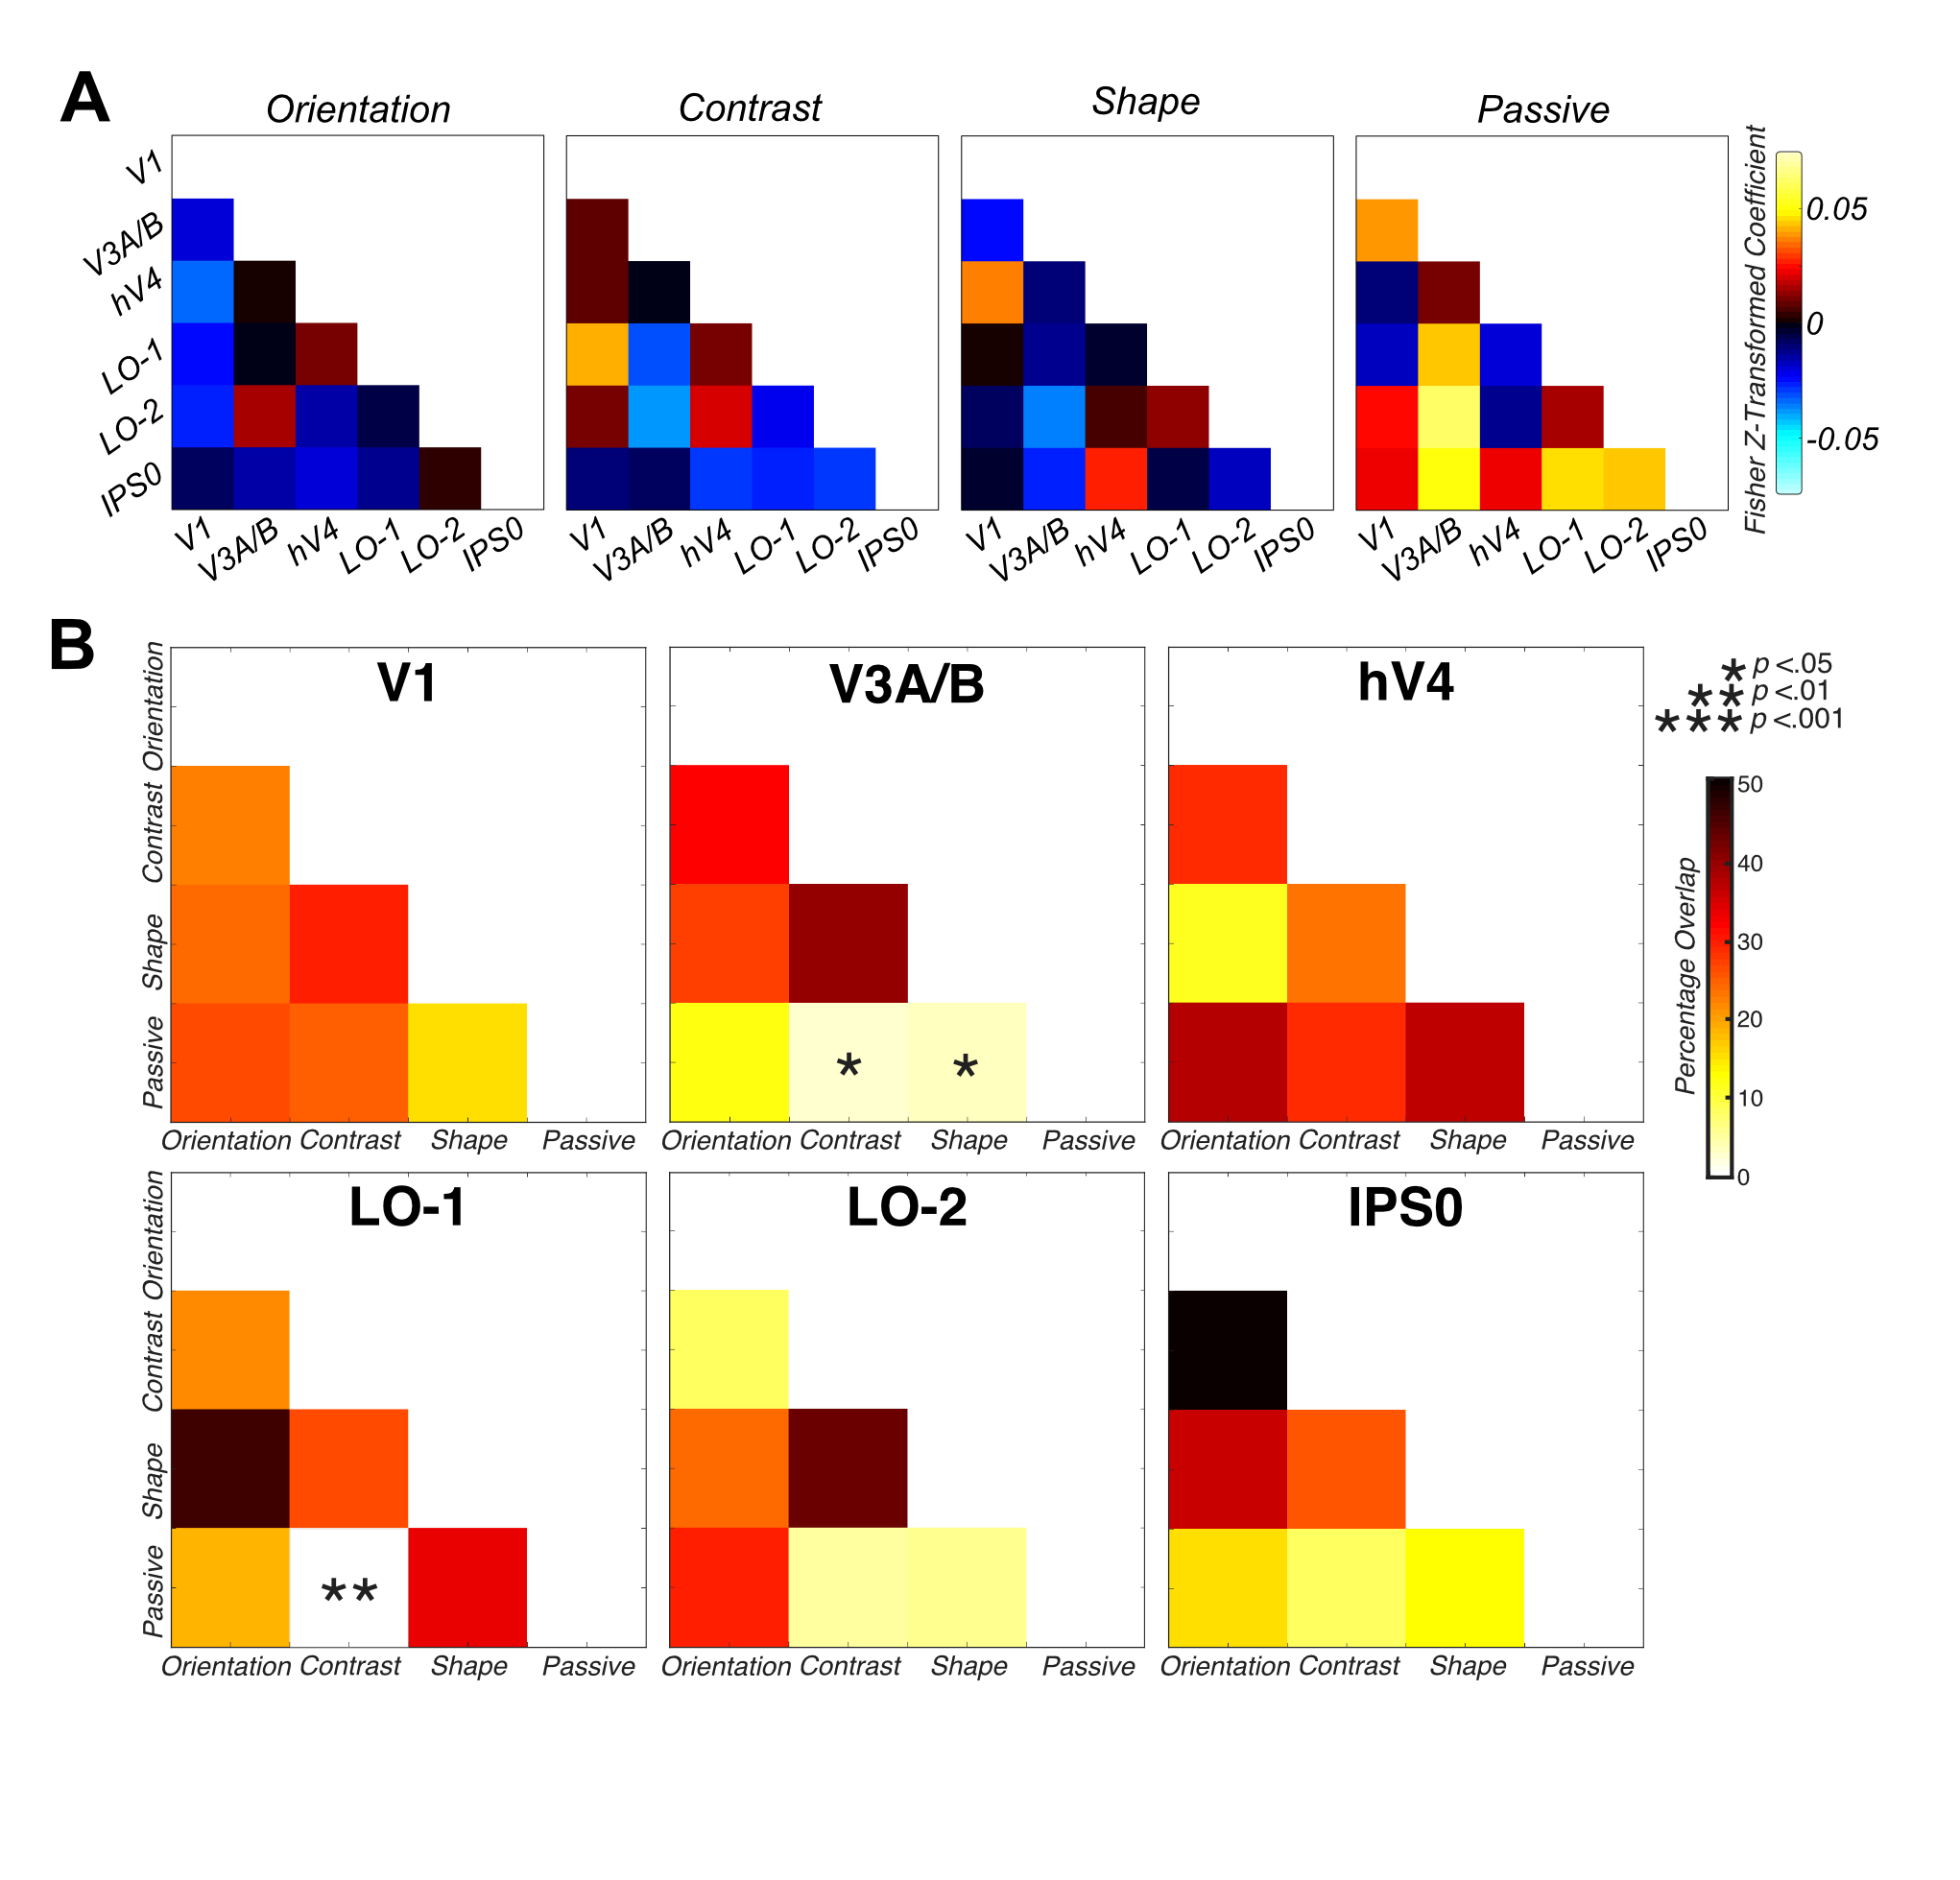 A
Orientation Contrast Shape Passive
V1
V3A/B
hV4
LO-1
LO-2
IPS0
V1 V3A/B hV4 LO-1 LO-2 IPS0
V1 V3A/B hV4 LO-1 LO-2 IPS0
V1 V3A/B hV4 LO-1 LO-2 IPS0
V1 V3A/B hV4 LO-1 LO-2 IPS0
Fisher Z-Transformed Coefficient
0.05
0
-0.05
B
V1 V3A/B hV4
* p <.05
** p <.01
*** p <.001
Orientation
Contrast
Shape
Passive
* *
Orientation Contrast Shape Passive
Orientation Contrast Shape Passive
Orientation Contrast Shape Passive
Percentage Overlap
50
40
30
20
10
0
LO-1 LO-2 IPS0
Orientation
Contrast
Shape
Passive
**
Orientation Contrast Shape Passive
Orientation Contrast Shape Passive
Orientation Contrast Shape Passive